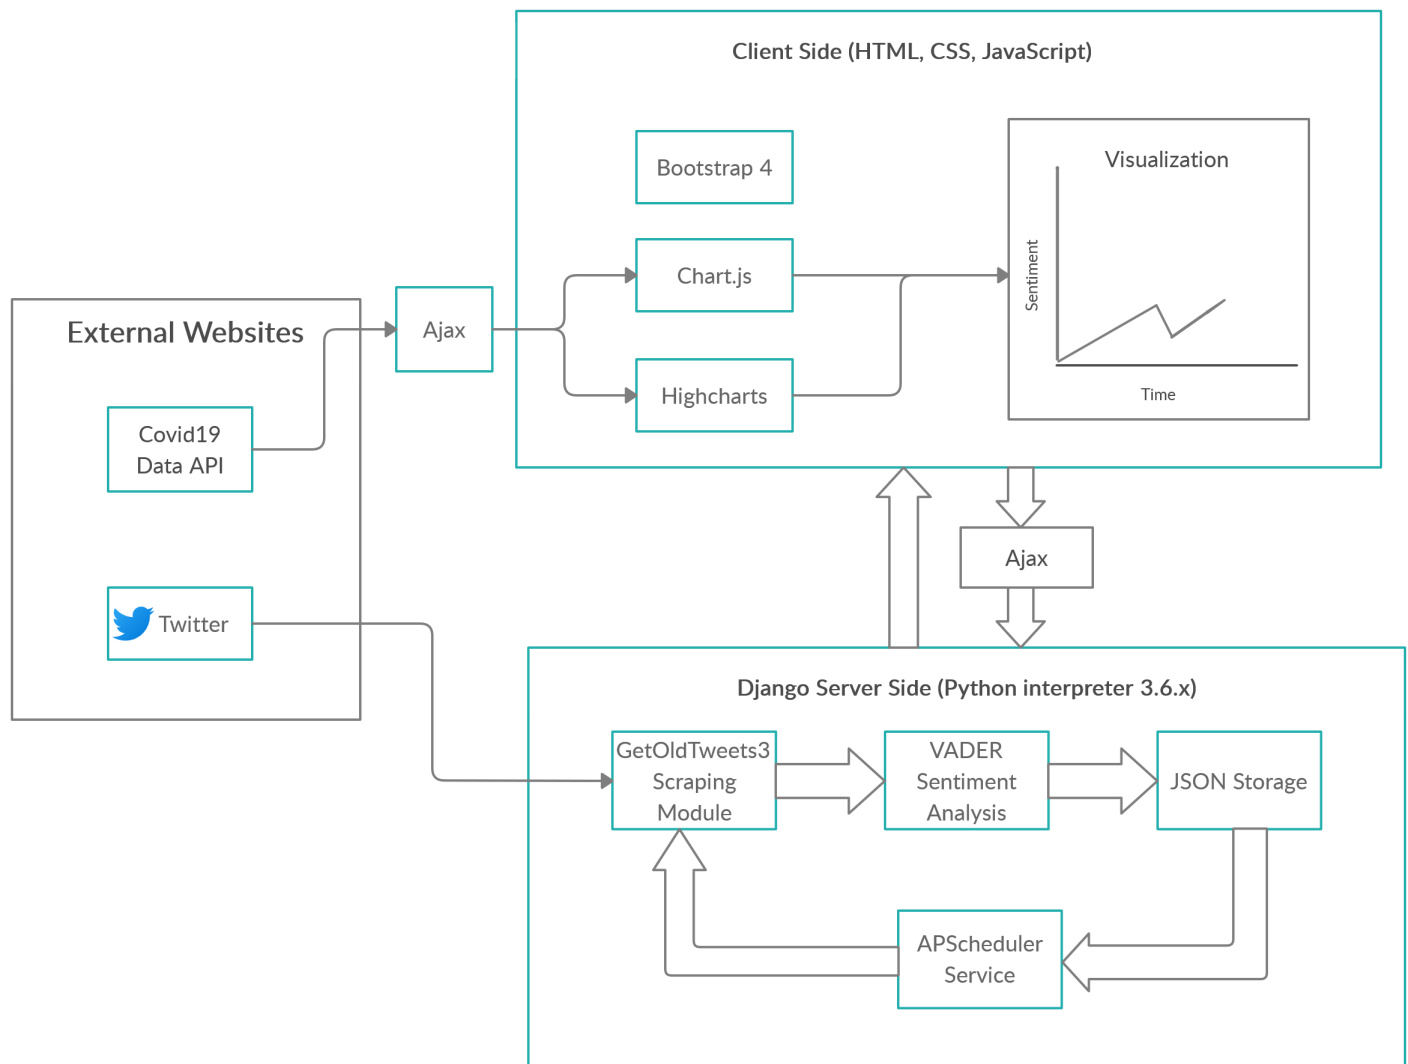 Client Side (HTML, CSS, JavaScript)
Bootstrap 4
Chart.js
Highcharts
Visualization
Sentiment
Time
External Websites
Covid19
Data API
Twitter
Ajax
Ajax
Django Server Side (Python interpreter 3.6.x)
GetOldTweets3
Scraping
Module
VADER
Sentiment
Analysis
JSON Storage
APScheduler
Service